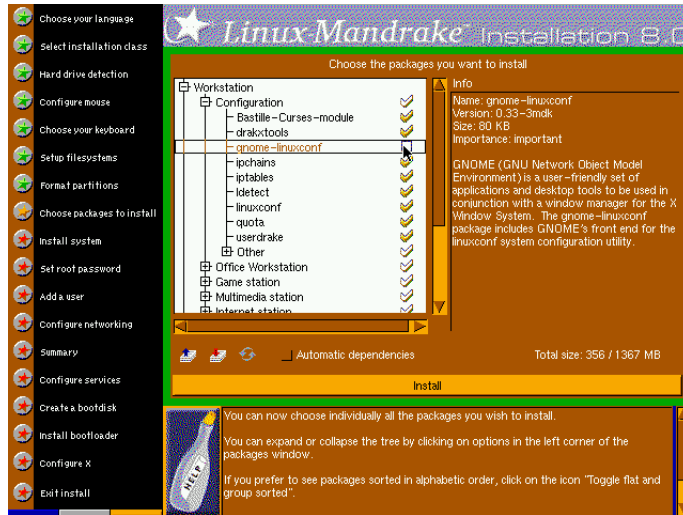 Choose your language
Select installation class
Hard drive detection
Configure mouse
Choose your keyboard
Setup filesystems
Format partitions
Choose packages to install
Install system
Set root password
Add a user
Configure networking
Summary
Configure services
Create a bootdisk
Install bootloader
Configure X
Exit install
Linux-Mandrake Installation 8.0
Choose the packages you want to install
Workstation
Configuration
Bastille-Curses-module
drakxtools
gnome-linuxconf
ipchains
iptables
ldetect
linuxconf
quota
userdrake
Other
Office Workstation
Game station
Multimedia station
Internet station
Info
Name: gnome-linuxconf
Version: 0.33-3mdk
Size: 80 KB
Importance: important
GNOME (GNU Network Object Model
Environment) is a user-friendly set of
applications and desktop tools to be used in
conjunction with a window manager for the X
Window System. The gnome-linuxconf
package includes GNOME's front end for the
linuxconf system configuration utility.
Automatic dependencies
Total size: 356 / 1367 MB
Install
HELP!
You can now choose individually all the packages you wish to install.
You can expand or collapse the tree by clicking on options in the left corner of the
packages window.
If you prefer to see packages sorted in alphabetic order, click on the icon "Toggle flat and
group sorted".